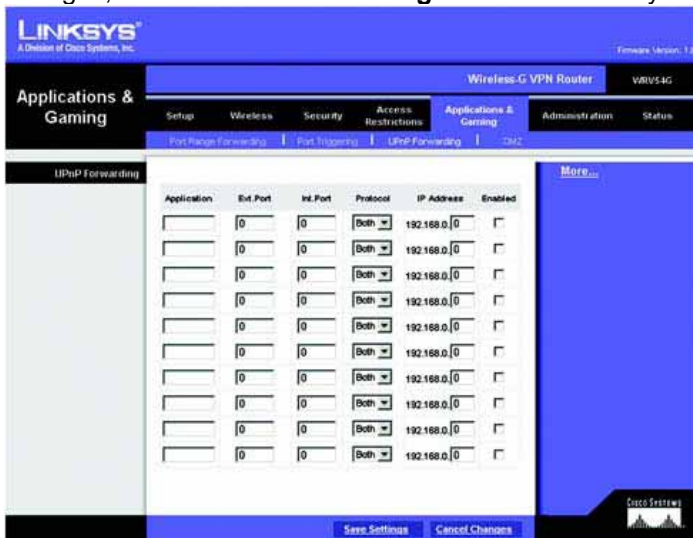 LINKSYS®
A Division of Cisco Systems, Inc.
Firmware Version: 1.0
Wireless-G VPN Router WRV54G
Applications & Gaming
Setup Wireless Security Access Restrictions Applications & Gaming Administration Status
Port Range Forwarding | Port Triggering | UPnP Forwarding | DMZ
UPnP Forwarding
More...
Application Ext.Port Int.Port Protocol IP Address Enabled
0 0 Both 192.168.0. 0
0 0 Both 192.168.0. 0
0 0 Both 192.168.0. 0
0 0 Both 192.168.0. 0
0 0 Both 192.168.0. 0
0 0 Both 192.168.0. 0
0 0 Both 192.168.0. 0
0 0 Both 192.168.0. 0
0 0 Both 192.168.0. 0
0 0 Both 192.168.0. 0
Save Settings Cancel Changes
Cisco Systems